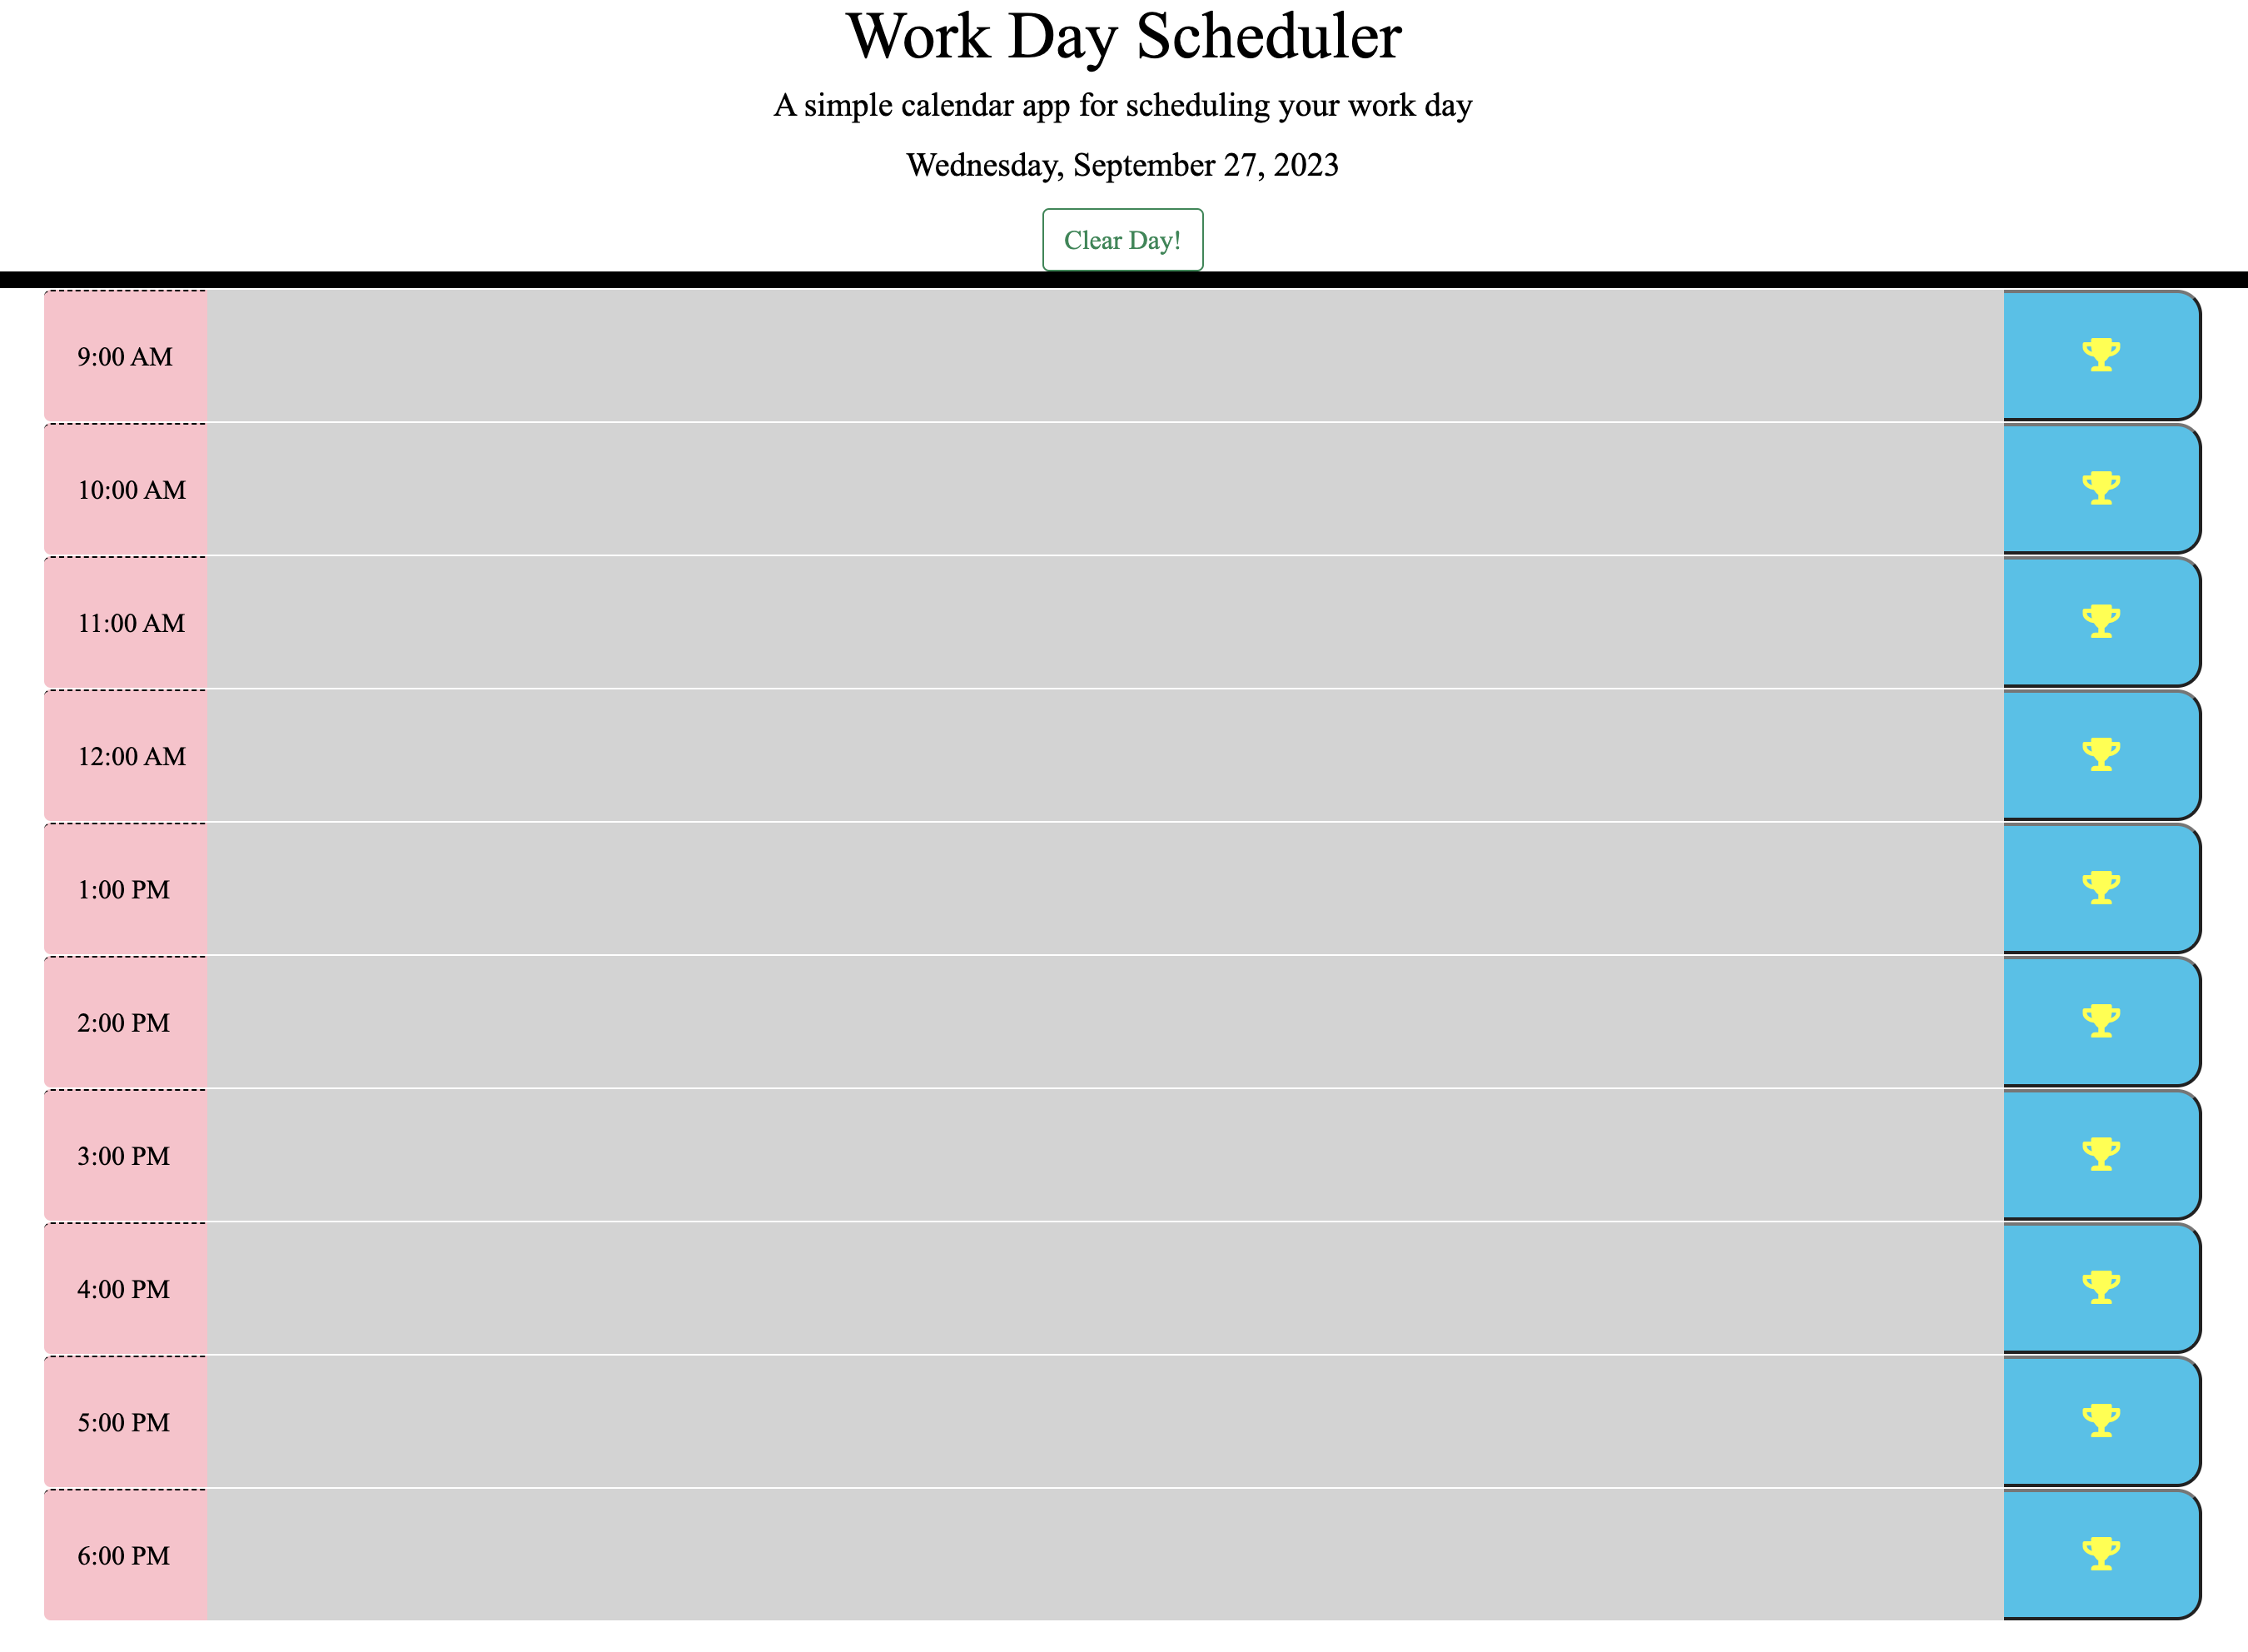 Work Day Scheduler
A simple calendar app for scheduling your work day
Wednesday, September 27, 2023
Clear Day!
9:00 AM
10:00 AM
11:00 AM
12:00 AM
1:00 PM
2:00 PM
3:00 PM
4:00 PM
5:00 PM
6:00 PM